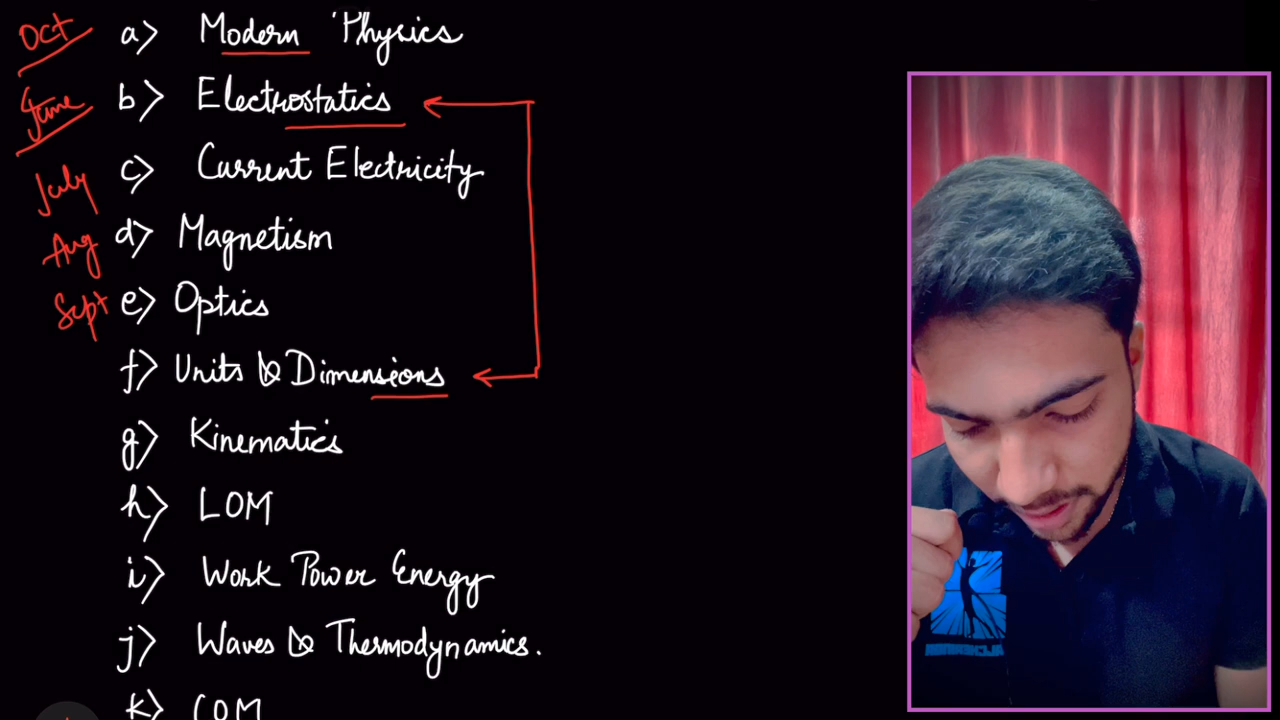 Oct a) Modern Physics
June b) Electrostatics
July c) Current Electricity
Aug d) Magnetism
Sept e) Optics
f) Units & Dimensions
g) Kinematics
h) LOM
i) Work Power Energy
j) Waves & Thermodynamics.
k) COM